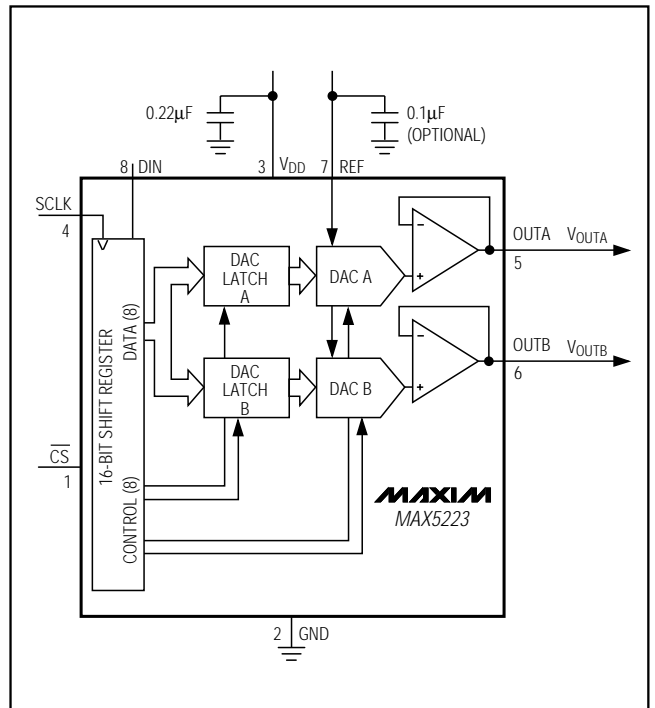 0.22µF
0.1µF
(OPTIONAL)
8 DIN
3 VDD
7 REF
SCLK
4
OUTA VOUTA
5
DAC
LATCH
A
DAC A
DATA (8)
16-BIT SHIFT REGISTER
OUTB VOUTB
6
DAC
LATCH
B
DAC B
CS
1
CONTROL (8)
MAXIM
MAX5223
2 GND